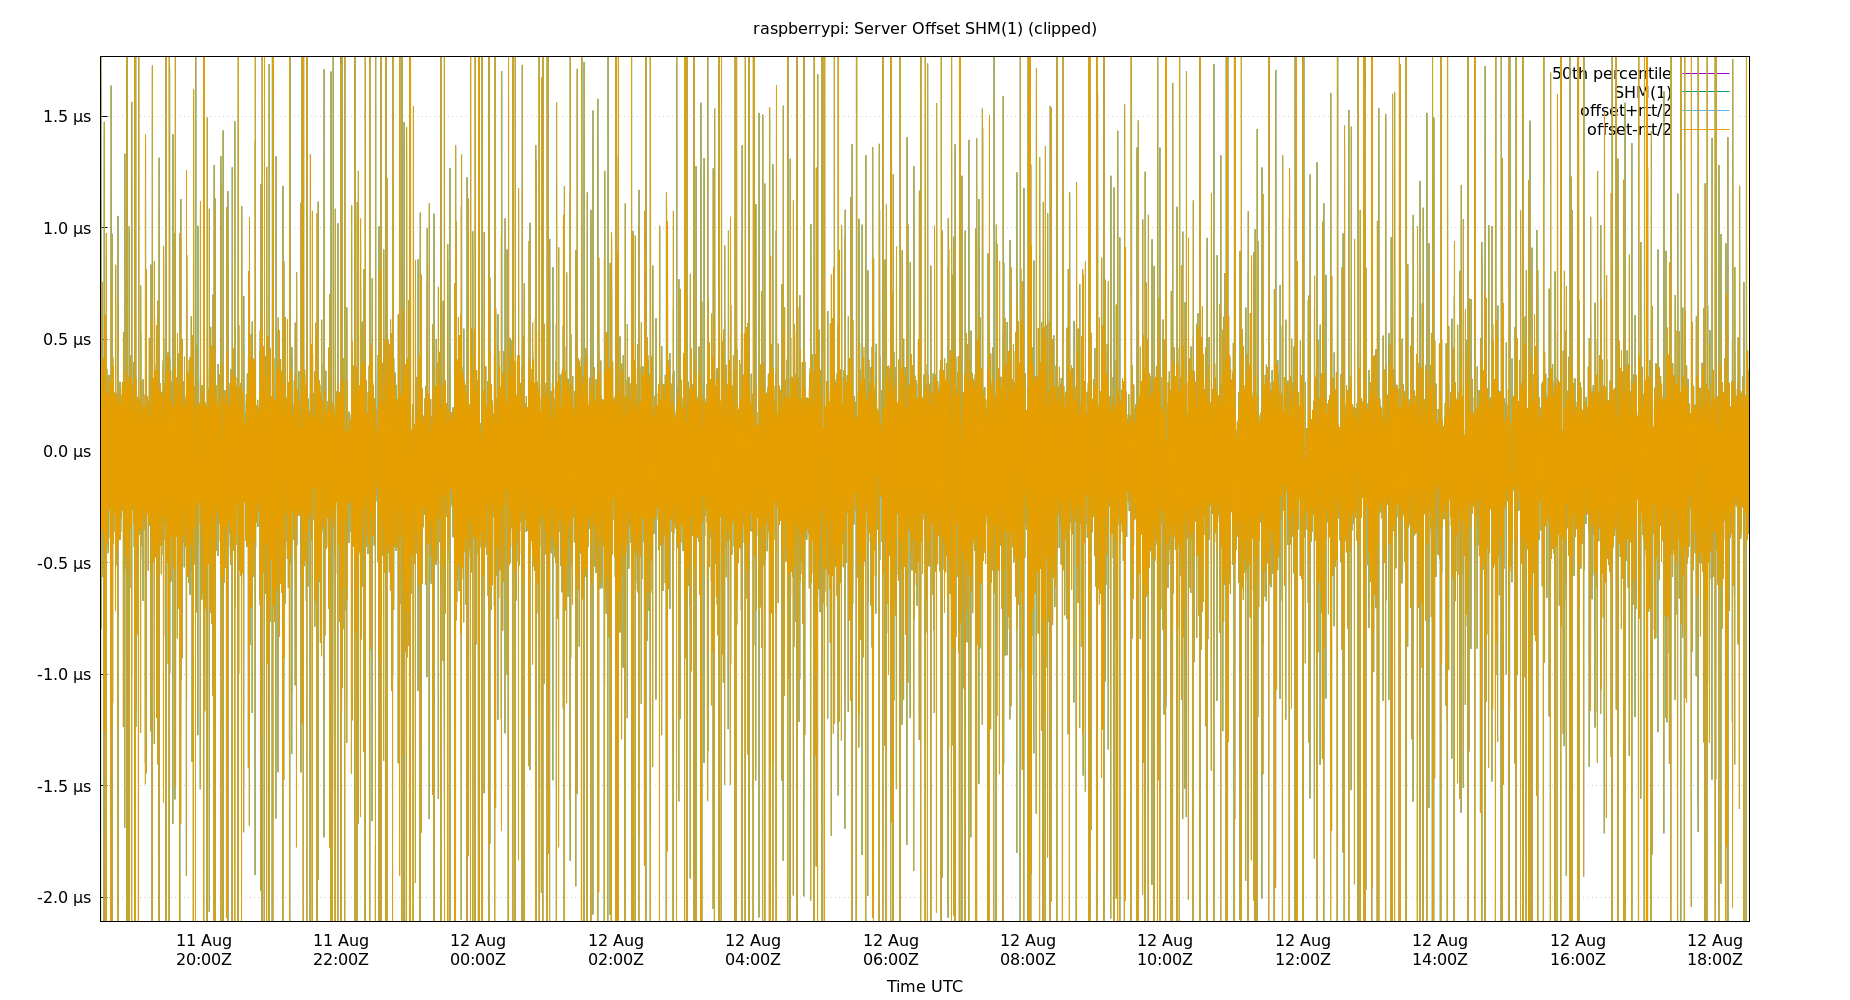 raspberrypi: Server Offset SHM(1) (clipped)
50th percentile
SHM(1)
offset+rtt/2
offset-rtt/2
1.5 µs
1.0 µs
0.5 µs
0.0 µs
-0.5 µs
-1.0 µs
-1.5 µs
-2.0 µs
11 Aug 11 Aug 12 Aug 12 Aug 12 Aug 12 Aug 12 Aug 12 Aug 12 Aug 12 Aug 12 Aug 12 Aug
20:00Z 22:00Z 00:00Z 02:00Z 04:00Z 06:00Z 08:00Z 10:00Z 12:00Z 14:00Z 16:00Z 18:00Z
Time UTC